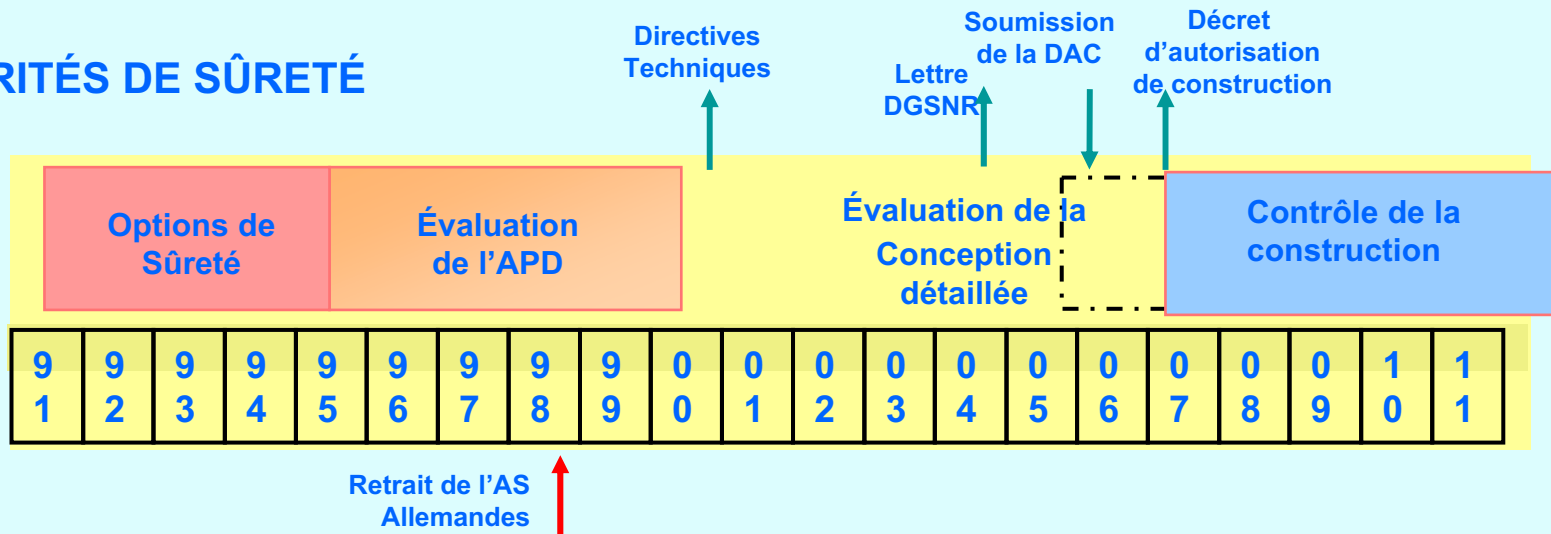 RITÉS DE SÛRETÉ
Directives
Techniques
Lettre
DGSNR
Soumission
de la DAC
Décret
d'autorisation
de construction
Options de
Sûreté
Évaluation
de l'APD
Évaluation de la
Conception
détaillée
Contrôle de la
construction
9 9 9 9 9 9 9 9 9 0 0 0 0 0 0 0 0 0 0 1 1
1 2 3 4 5 6 7 8 9 0 1 2 3 4 5 6 7 8 9 0 1
Retrait de l'AS
Allemandes